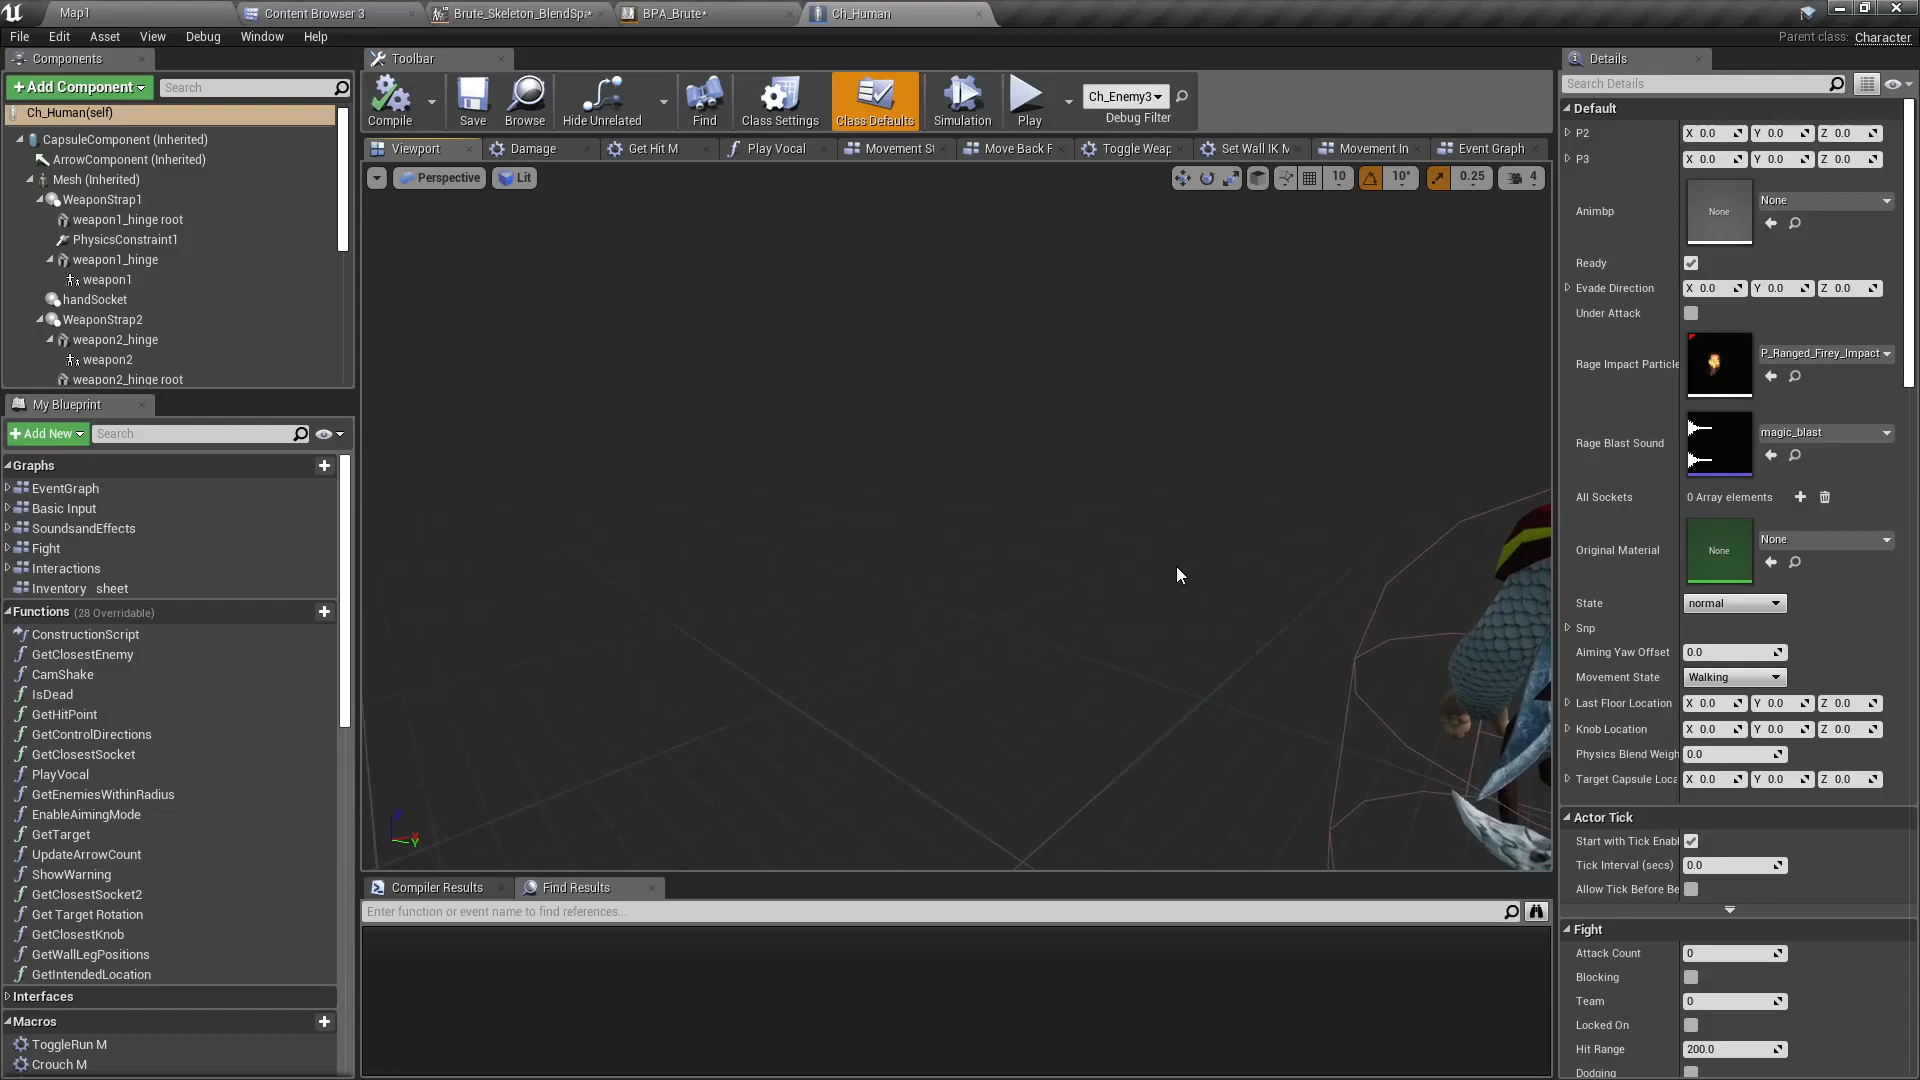 Map1
Content Browser 3
Brute_Skeleton_BlendSpa*
BPA_Brute*
Ch_Human
File Edit Asset View Debug Window Help
Parent class: Character
Components
Add Component
Search
Ch_Human(self)
CapsuleComponent (Inherited)
ArrowComponent (Inherited)
Mesh (Inherited)
WeaponStrap1
weapon1_hinge root
PhysicsConstraint1
weapon1_hinge
weapon1
handSocket
WeaponStrap2
weapon2_hinge
weapon2
weapon2_hinge root
My Blueprint
Add New
Search
Graphs
EventGraph
Basic Input
SoundsandEffects
Fight
Interactions
Inventory sheet
Functions (28 Overridable)
ConstructionScript
GetClosestEnemy
CamShake
IsDead
GetHitPoint
GetControlDirections
GetClosestSocket
PlayVocal
GetEnemiesWithinRadius
EnableAimingMode
GetTarget
UpdateArrowCount
ShowWarning
GetClosestSocket2
Get Target Rotation
GetClosestKnob
GetWallLegPositions
GetIntendedLocation
Interfaces
Macros
ToggleRun M
Crouch M
Toolbar
Compile
Save
Browse
Hide Unrelated
Find
Class Settings
Class Defaults
Simulation
Play
Ch_Enemy3
Debug Filter
Viewport
Damage
Get Hit M
Play Vocal
Movement St
Move Back F
Toggle Weap
Set Wall IK M
Movement In
Event Graph
Perspective
Lit
10
10°
0.25
4
Compiler Results
Find Results
Enter function or event name to find references...
Details
Search Details
Default
P2 X 0.0 Y 0.0 Z 0.0
P3 X 0.0 Y 0.0 Z 0.0
Animbp None None
Ready
Evade Direction X 0.0 Y 0.0 Z 0.0
Under Attack
Rage Impact Particle P_Ranged_Firey_Impact
Rage Blast Sound magic_blast
All Sockets 0 Array elements
Original Material None None
State normal
Snp
Aiming Yaw Offset 0.0
Movement State Walking
Last Floor Location X 0.0 Y 0.0 Z 0.0
Knob Location X 0.0 Y 0.0 Z 0.0
Physics Blend Weigh 0.0
Target Capsule Loca X 0.0 Y 0.0 Z 0.0
Actor Tick
Start with Tick Enabl
Tick Interval (secs) 0.0
Allow Tick Before Be
Fight
Attack Count 0
Blocking
Team 0
Locked On
Hit Range 200.0
Dodging